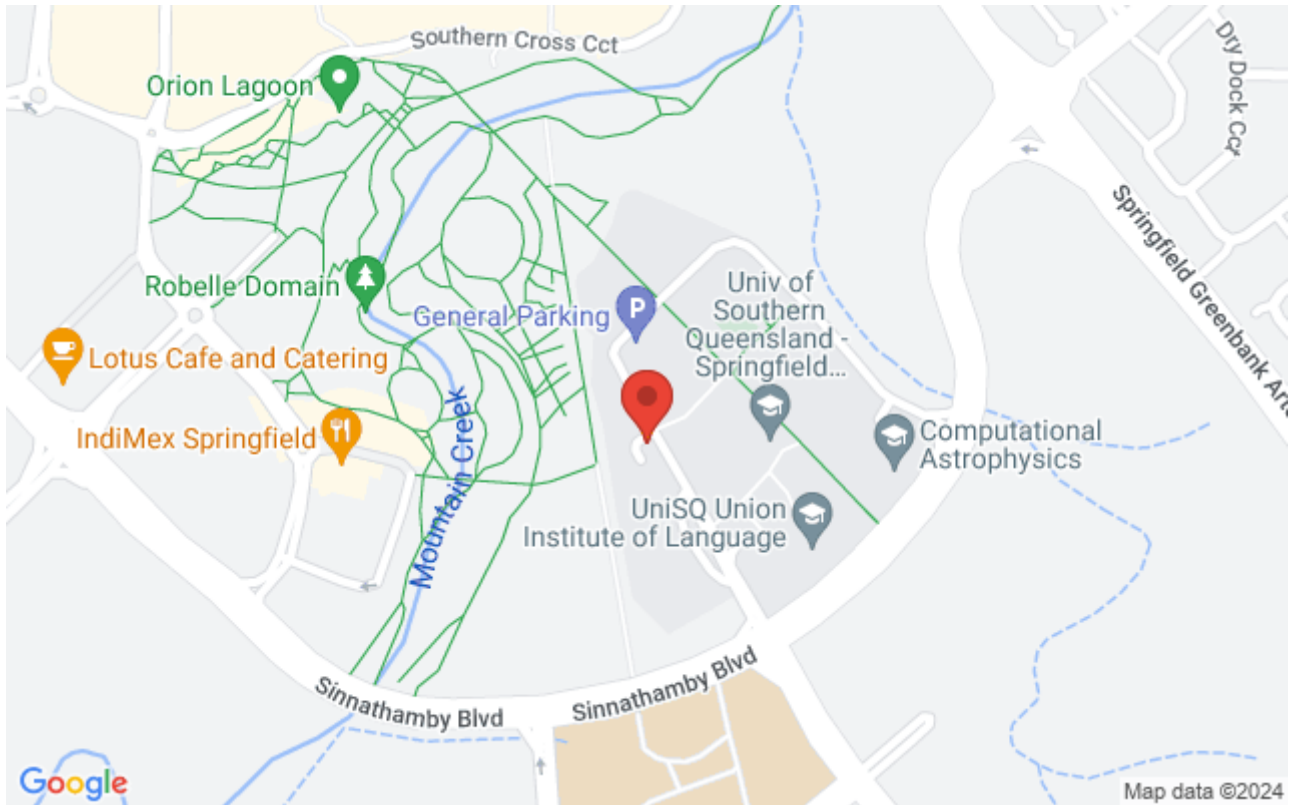 Southern Cross Cct
Dry Dock Cct
Orion Lagoon
Springfield Greenbank Arte
Robelle Domain
General Parking
P
Univ of
Southern
Queensland -
Springfield...
Lotus Cafe and Catering
IndiMex Springfield
Mountain Creek
Computational
Astrophysics
UniSQ Union
Institute of Language
Sinnathamby Blvd
Sinnathamby Blvd
Google
Map data ©2024